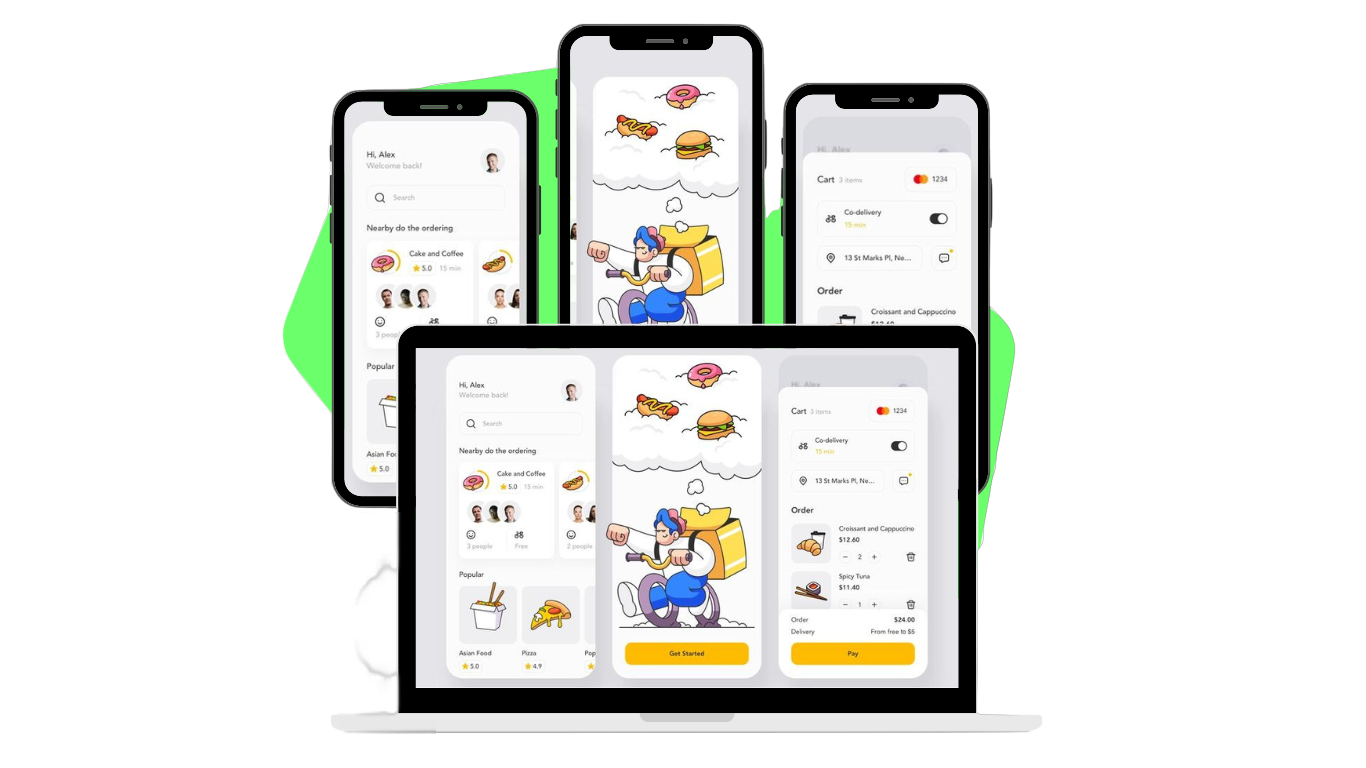 Hi, Alex
Welcome back!
Search
Nearby do the ordering
Cake and Coffee
5.0 15 min
3 peop
Popular
Asian Fo
5.0
Hi, Alex
Cart 3 items
1234
Co-delivery
15 min
13 St Marks Pl, Ne...
Order
Croissant and Cappuccino
$12.60
Hi, Alex
Welcome back!
Search
Nearby do the ordering
Cake and Coffee
5.0 15 min
3 people
Free
2 people
Popular
Asian Food
Pizza
Pop
5.0
4.9
Get Started
Hi, Alex
Cart 3 items
1234
Co-delivery
15 min
13 St Marks Pl, Ne...
Order
Croissant and Cappuccino
$12.60
− 2 +
Spicy Tuna
$11.40
− 1 +
Order $24.00
Delivery From free to $5
Pay